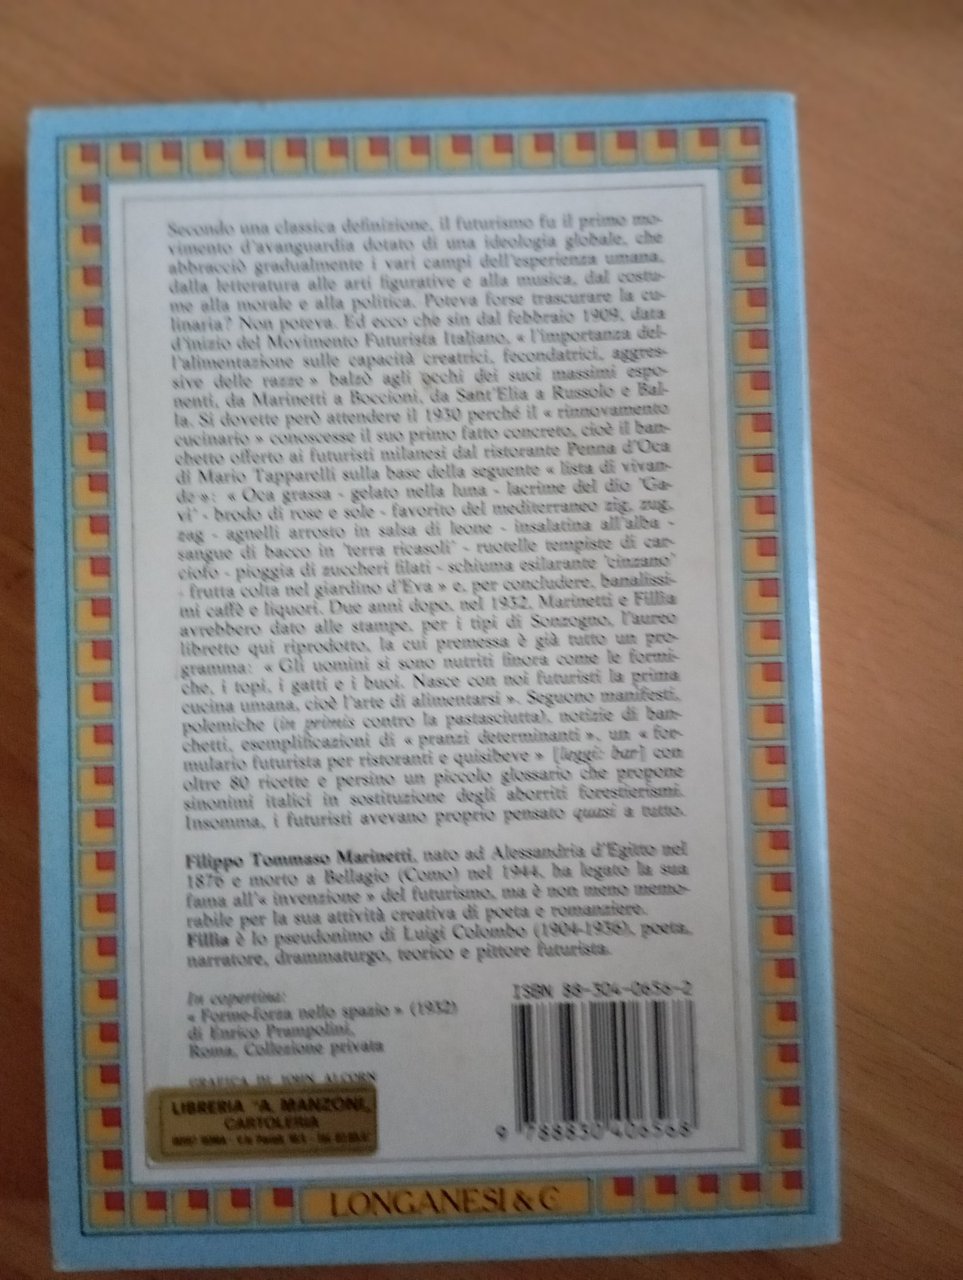 Secondo una classica definizione, il futurismo fu il primo mo-
vimento d'avanguardia dotato di una ideologia globale, che
abbracciò gradualmente i vari campi dell'esperienza umana,
dalla letteratura alle arti figurative e alla musica, dal costu-
me alla morale e alla politica. Poteva forse trascurare la cu-
linaria? Non poteva. Ed ecco che sin dal febbraio 1909, data
d'inizio del Movimento Futurista Italiano, « l'importanza del-
l'alimentazione sulle capacità creatrici, fecondatrici, aggres-
sive delle razze » balzò agli occhi dei suoi massimi espo-
nenti, da Marinetti a Boccioni, da Sant'Elia a Russolo e Bal-
la. Si dovette però attendere il 1930 perché il « rinnovamento
cucinario » conoscesse il suo primo fatto concreto, cioè il ban-
chetto offerto ai futuristi milanesi dal ristorante Penna d'Oca
di Mario Tapparelli sulla base della seguente « lista di vivan-
de »: « Oca grassa - gelato nella luna - lacrime del dio 'Ga-
vi' - brodo di rose e sole - favorito del mediterraneo zig, zug,
zag - agnelli arrosto in salsa di leone - insalatina all'alba -
sangue di bacco in 'terra ricasoli' - ruotelle tempiste di car-
ciofo - pioggia di zuccheri filati - schiuma esilarante 'cinzano'
- frutta colta nel giardino d'Eva » e, per concludere, banalissi-
mi caffè e liquori. Due anni dopo, nel 1932, Marinetti e Fillìa
avrebbero dato alle stampe, per i tipi di Sonzogno, l'aureo
libretto qui riprodotto, la cui premessa è già tutto un pro-
gramma: « Gli uomini si sono nutriti finora come le formi-
che, i topi, i gatti e i buoi. Nasce con noi futuristi la prima
cucina umana, cioè l'arte di alimentarsi ». Seguono manifesti,
polemiche (in primis contro la pastasciutta), notizie di ban-
chetti, esemplificazioni di « pranzi determinanti », un « for-
mulario futurista per ristoranti e quisibeve » [leggi: bar] con
oltre 80 ricette e persino un piccolo glossario che propone
sinonimi italici in sostituzione degli aborriti forestierismi.
Insomma, i futuristi avevano proprio pensato quasi a tutto.
Filippo Tommaso Marinetti, nato ad Alessandria d'Egitto nel
1876 e morto a Bellagio (Como) nel 1944, ha legato la sua
fama all'« invenzione » del futurismo, ma è non meno memo-
rabile per la sua attività creativa di poeta e romanziere.
Fillìa è lo pseudonimo di Luigi Colombo (1904-1936), poeta,
narratore, drammaturgo, teorico e pittore futurista.
In copertina:
« Forme-forza nello spazio » (1932)
di Enrico Prampolini,
Roma, Collezione privata
GRAFICA DI JOHN ALCORN
ISBN 88-304-0656-2
9 788830 406568
LIBRERIA "A. MANZONI"
CARTOLERIA
ROMA
LONGANESI & C.